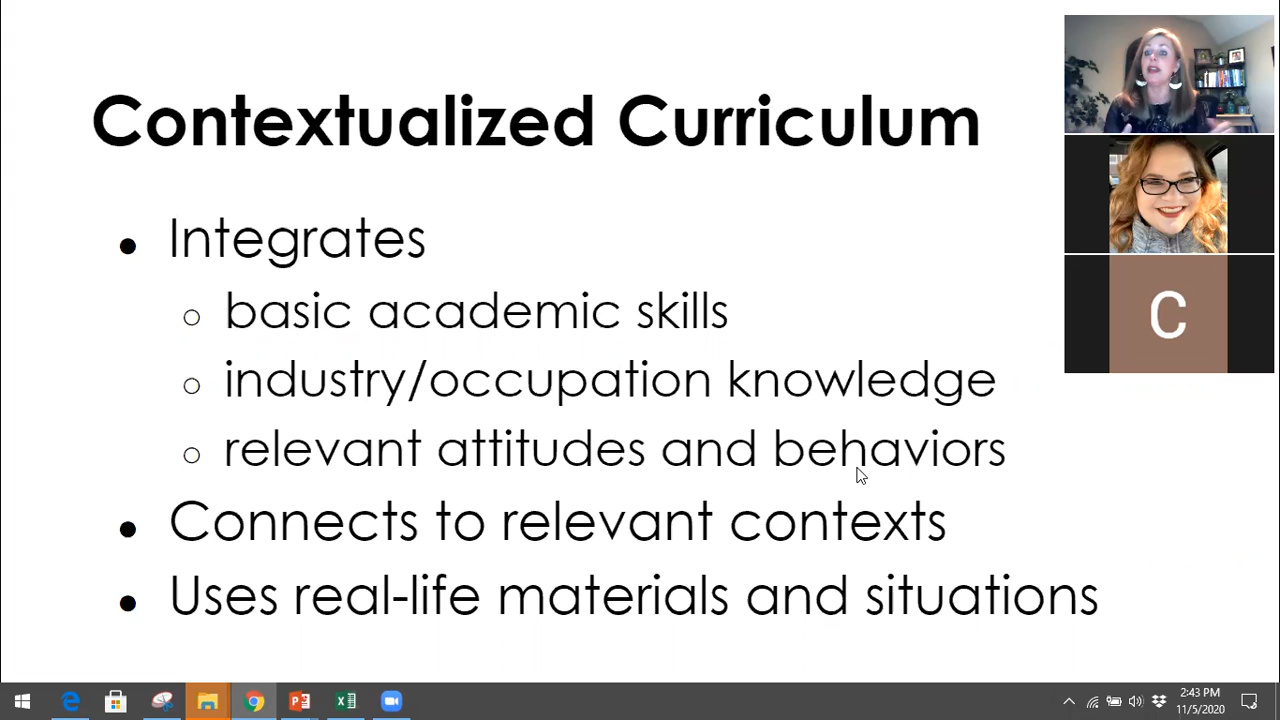 Contextualized Curriculum
Integrates
basic academic skills
industry/occupation knowledge
relevant attitudes and behaviors
Connects to relevant contexts
Uses real-life materials and situations
C
2:43 PM
11/5/2020